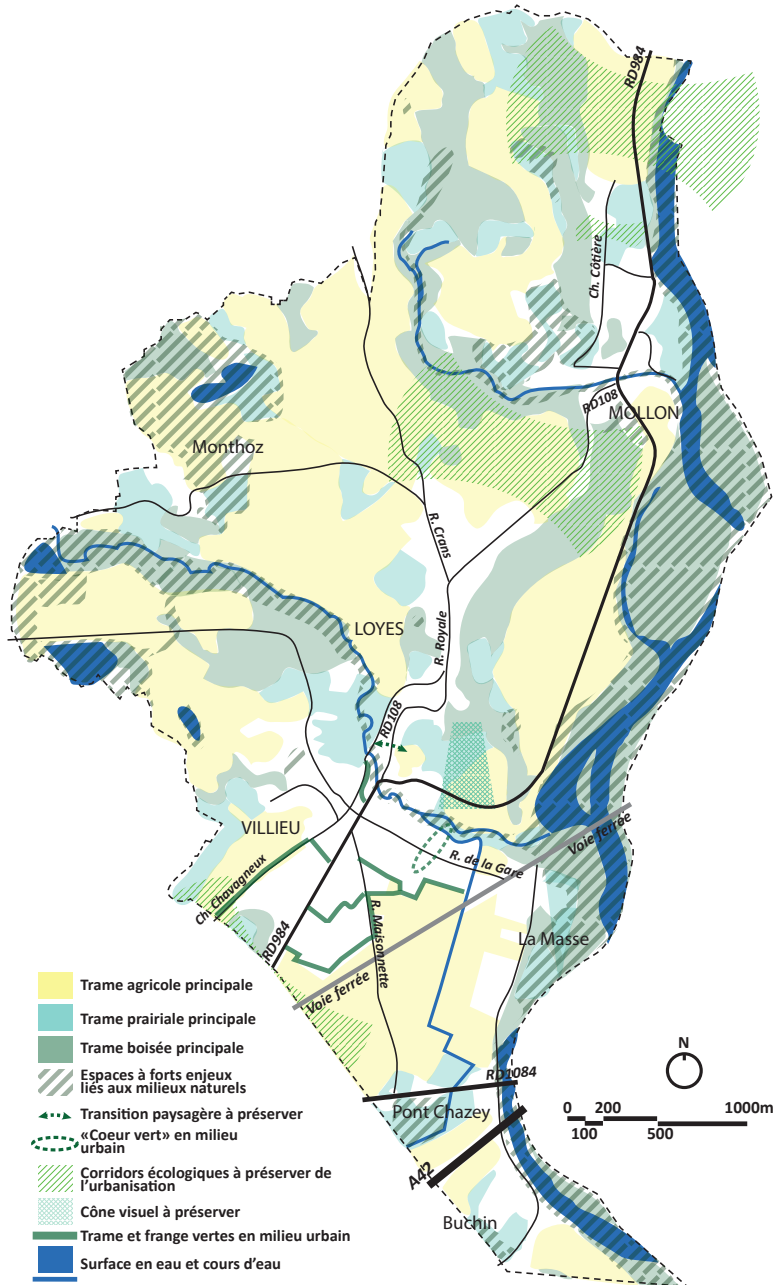 RD984
Ch. Côtière
RD108
MOLLON
Monthoz
R. Crans
LOYES
R. Royale
RD108
VILLIEU
Voie ferrée
R. de la Gare
Ch. Chavagneux
R. Maisonnette
RD984
La Masse
Voie ferrée
RD1084
Pont Chazey
A42
Buchin
Trame agricole principale
Trame prairiale principale
Trame boisée principale
Espaces à forts enjeux
liés aux milieux naturels
Transition paysagère à préserver
«Coeur vert» en milieu
urbain
Corridors écologiques à préserver de
l'urbanisation
Cône visuel à préserver
Trame et frange vertes en milieu urbain
Surface en eau et cours d'eau
N
0 200 1000m
100 500